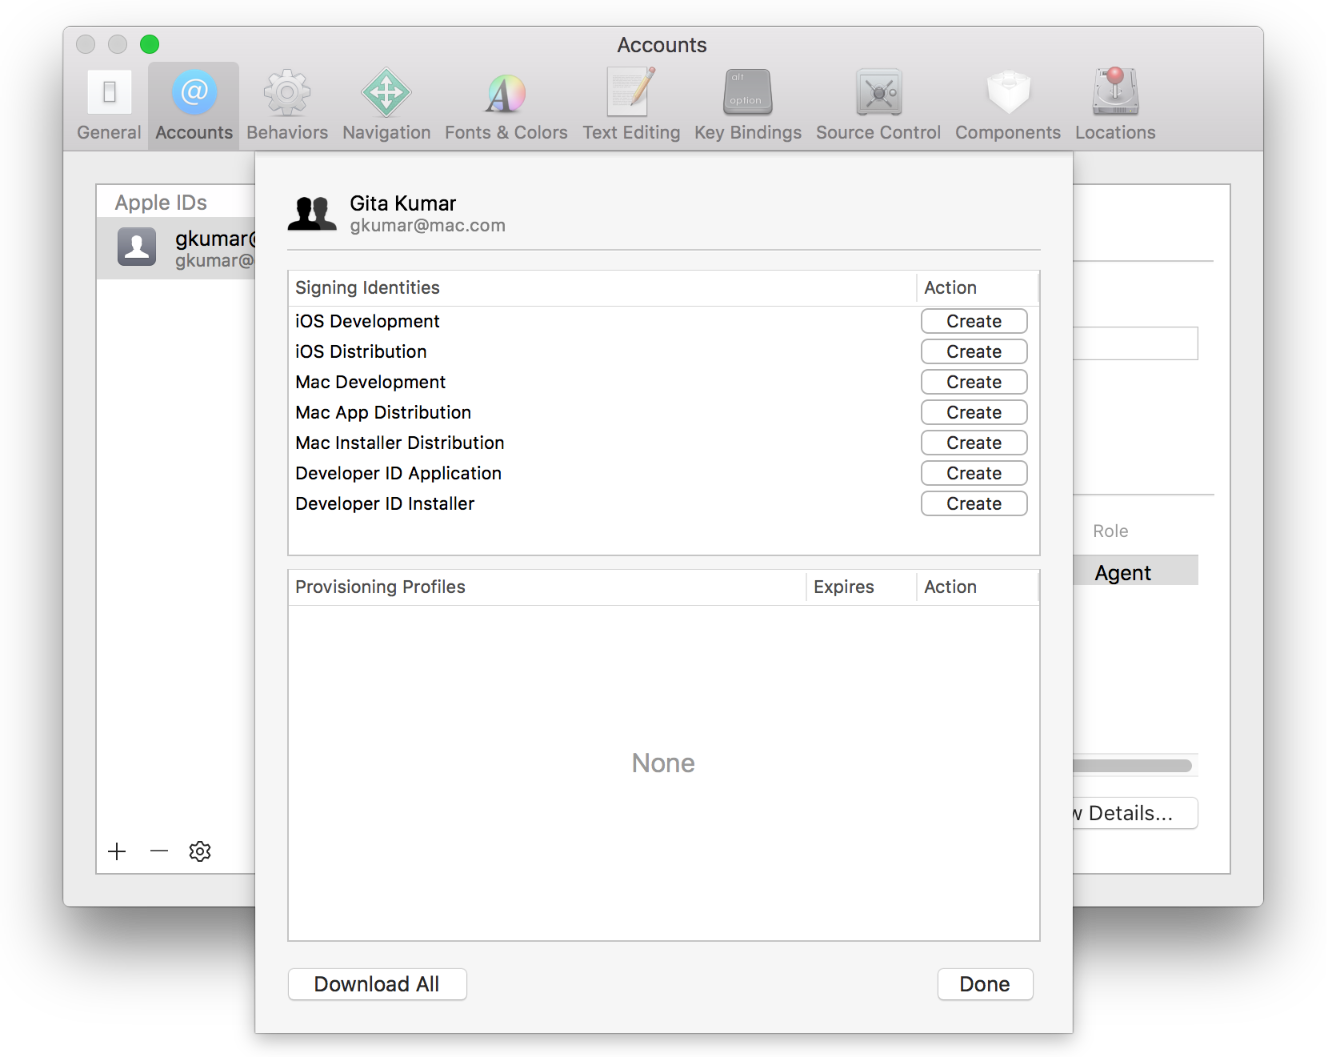 Accounts
General Accounts Behaviors Navigation Fonts & Colors Text Editing alt option Key Bindings Source Control Components Locations
Apple IDs
gkumar@
gkumar@
Gita Kumar
gkumar@mac.com
Signing Identities Action
iOS Development Create
iOS Distribution Create
Mac Development Create
Mac App Distribution Create
Mac Installer Distribution Create
Developer ID Application Create
Developer ID Installer Create
Role
Agent
Provisioning Profiles Expires Action
None
w Details...
Download All Done